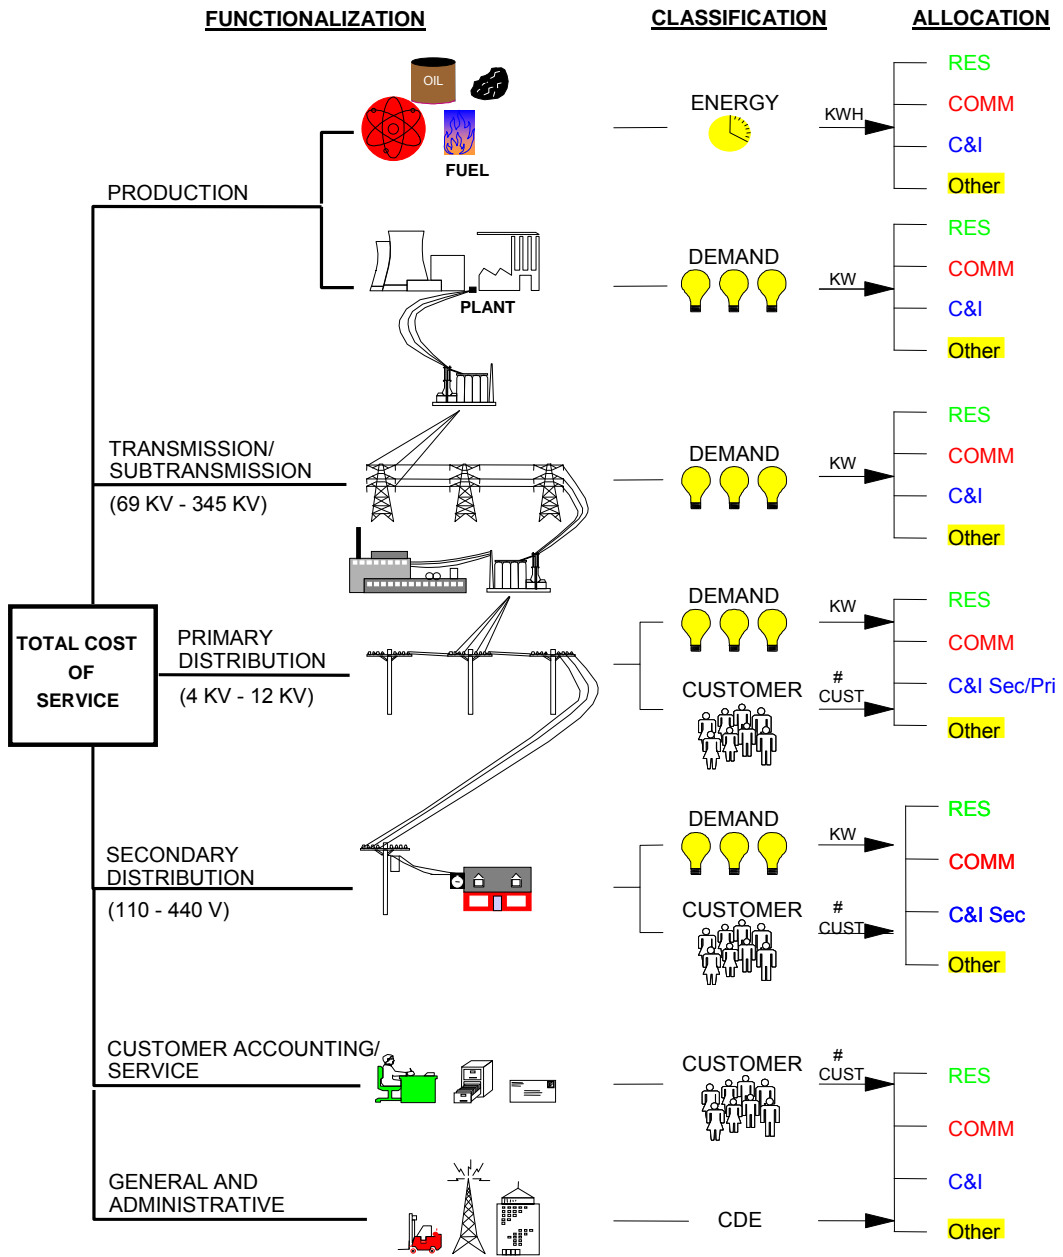 FUNCTIONALIZATION
CLASSIFICATION
ALLOCATION
OIL
FUEL
PRODUCTION
ENERGY
KWH
RES
COMM
C&I
Other
PLANT
DEMAND
KW
RES
COMM
C&I
Other
TRANSMISSION/
SUBTRANSMISSION
(69 KV - 345 KV)
DEMAND
KW
RES
COMM
C&I
Other
TOTAL COST
OF
SERVICE
PRIMARY
DISTRIBUTION
(4 KV - 12 KV)
DEMAND
KW
CUSTOMER
#
CUST
RES
COMM
C&I Sec/Pri
Other
SECONDARY
DISTRIBUTION
(110 - 440 V)
DEMAND
KW
CUSTOMER
#
CUST
RES
COMM
C&I Sec
Other
CUSTOMER ACCOUNTING/
SERVICE
CUSTOMER
#
CUST
GENERAL AND
ADMINISTRATIVE
CDE
RES
COMM
C&I
Other